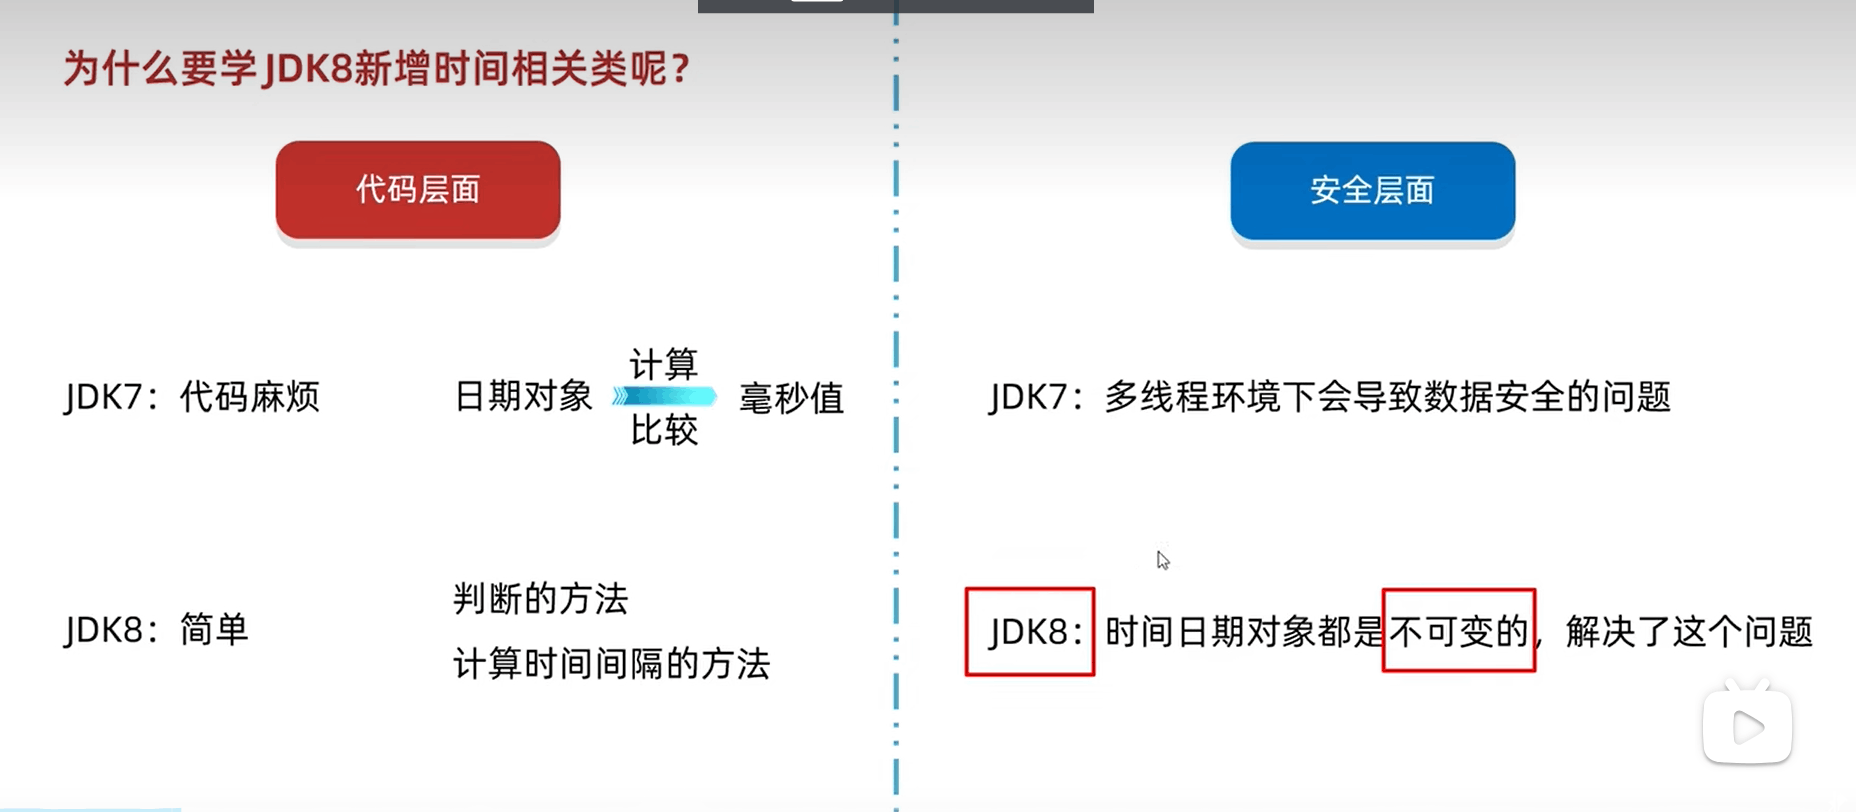 为什么要学JDK8新增时间相关类呢？
代码层面
JDK7：代码麻烦
日期对象
计算
比较
毫秒值
JDK8：简单
判断的方法
计算时间间隔的方法
安全层面
JDK7：多线程环境下会导致数据安全的问题
JDK8：时间日期对象都是不可变的，解决了这个问题